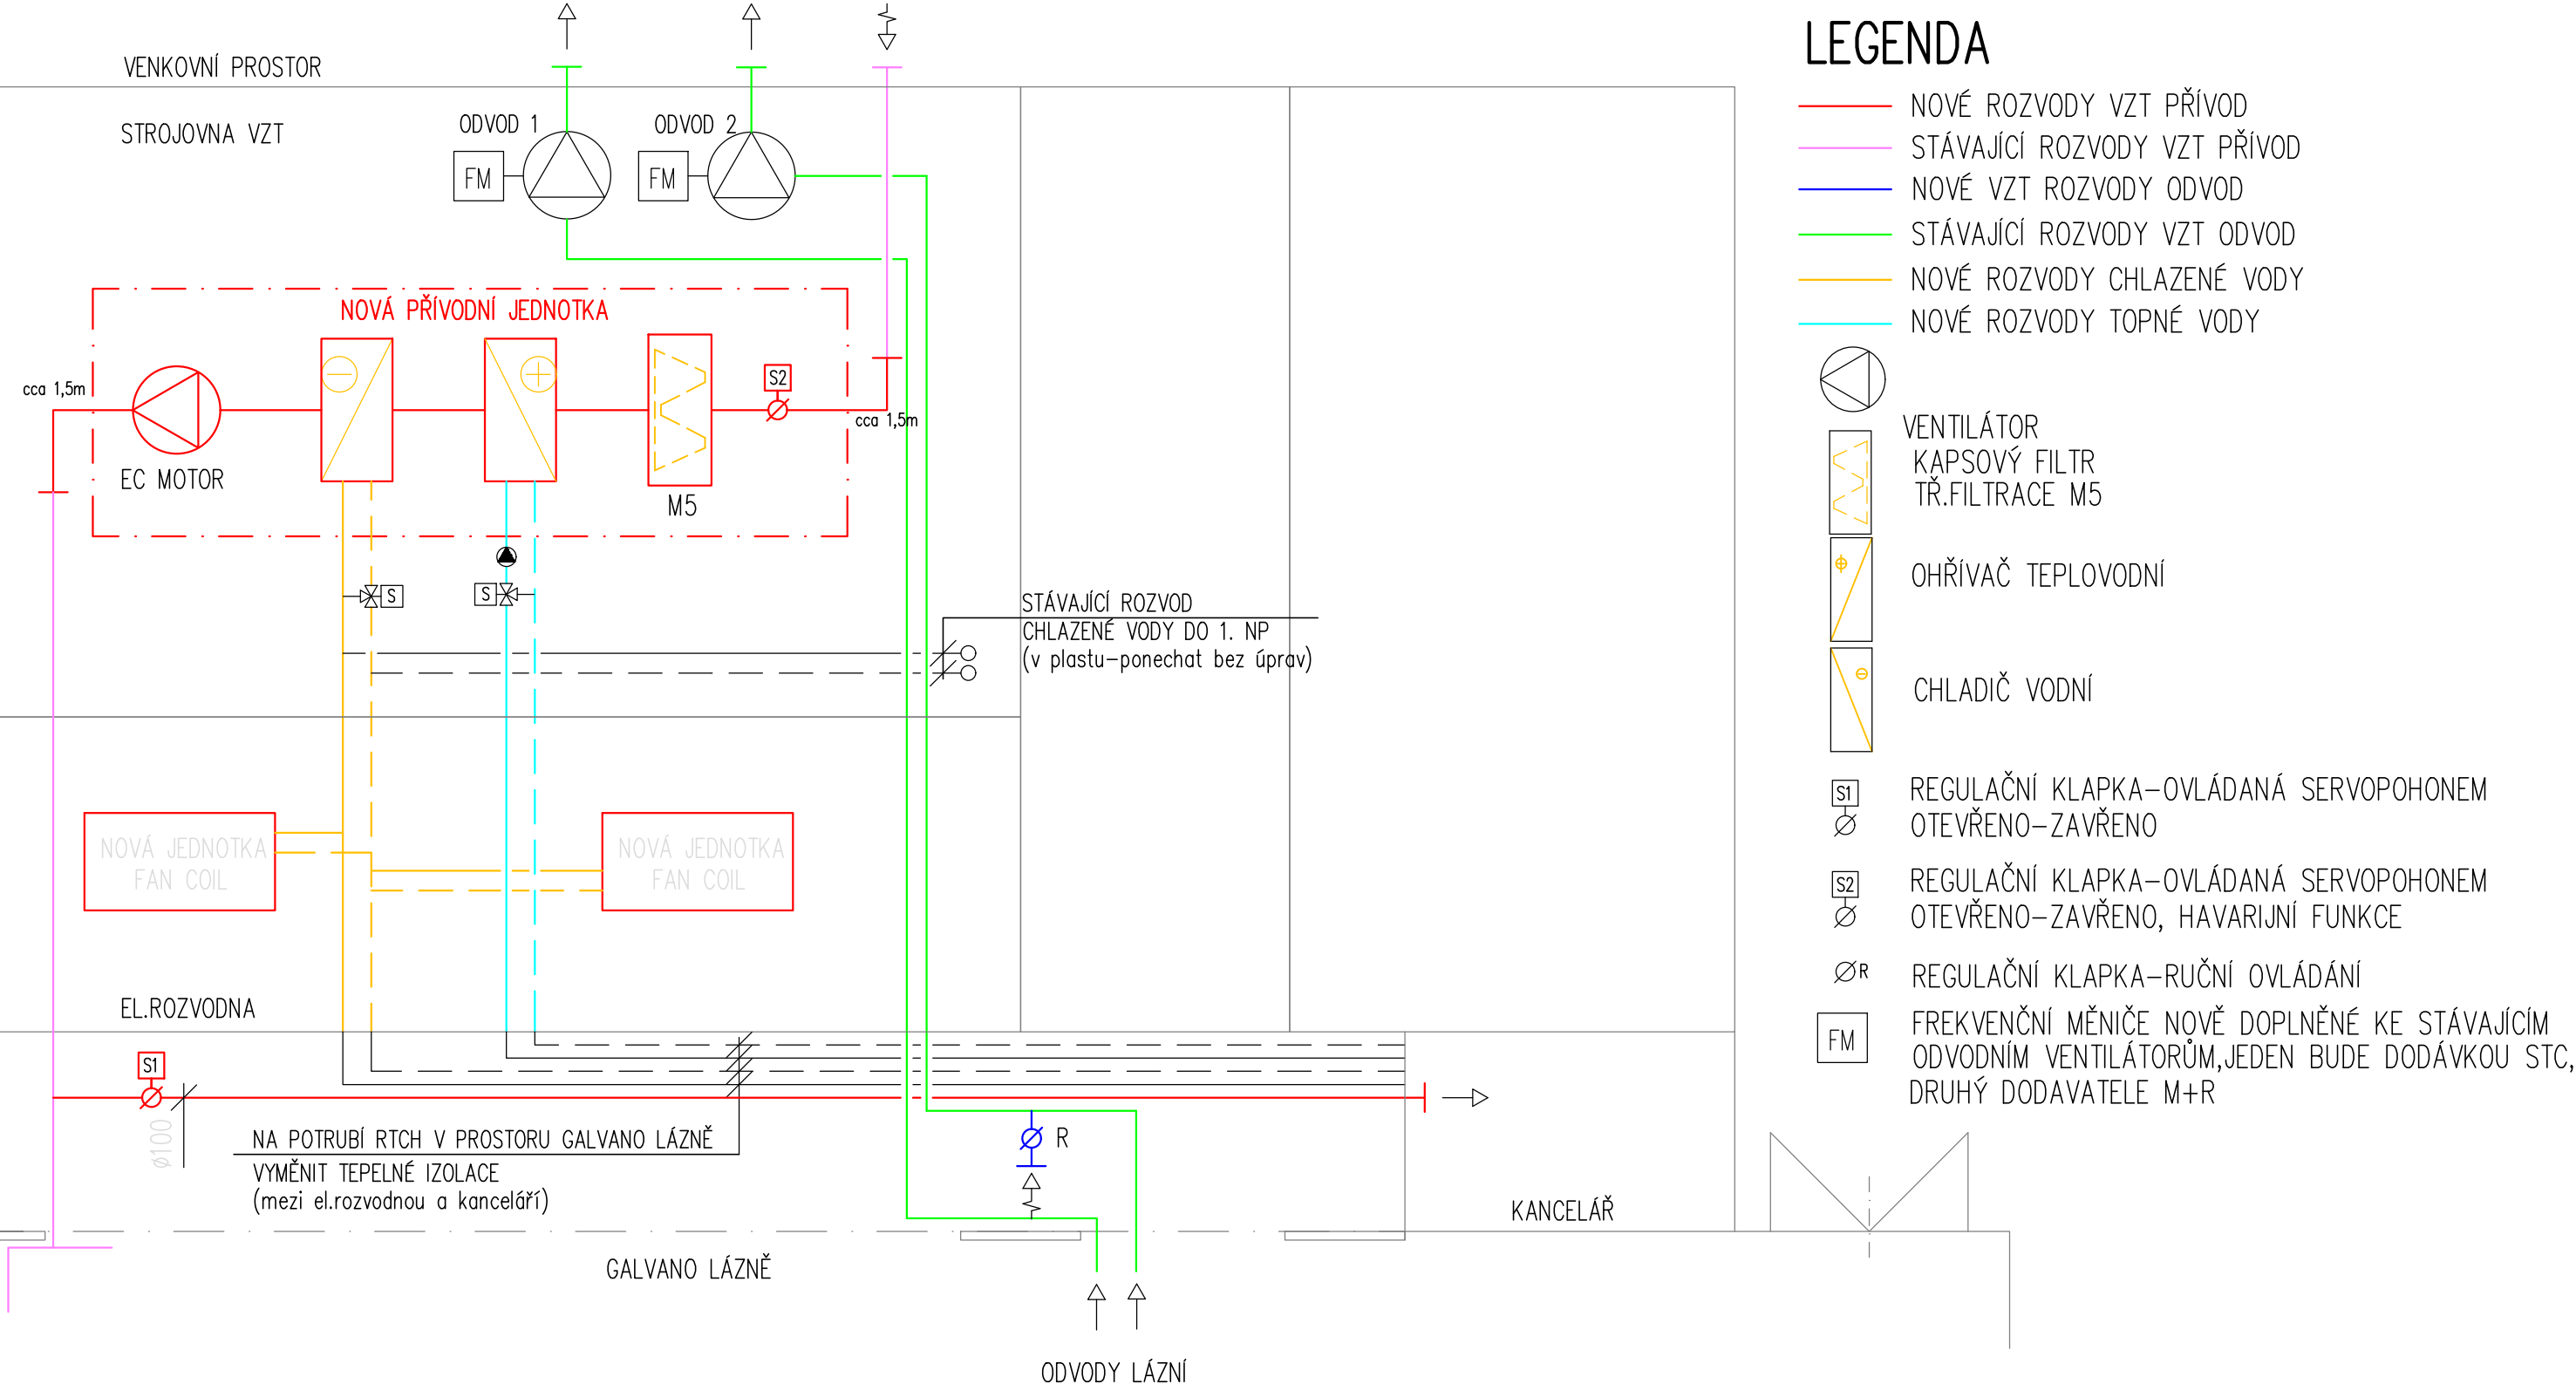 LEGENDA
VENKOVNÍ PROSTOR
STROJOVNA VZT
ODVOD 1
ODVOD 2
FM
FM
NOVÁ PŘÍVODNÍ JEDNOTKA
cca 1,5m
S2
cca 1,5m
EC MOTOR
M5
S
S
STÁVAJÍCÍ ROZVOD
CHLAZENÉ VODY DO 1. NP
(v plastu-ponechat bez úprav)
NOVÁ JEDNOTKA
FAN COIL
NOVÁ JEDNOTKA
FAN COIL
EL.ROZVODNA
S1
ø100
NA POTRUBÍ RTCH V PROSTORU GALVANO LÁZNĚ
VYMĚNIT TEPELNÉ IZOLACE
(mezi el.rozvodnou a kanceláří)
R
KANCELÁŘ
GALVANO LÁZNĚ
ODVODY LÁZNÍ
NOVÉ ROZVODY VZT PŘÍVOD
STÁVAJÍCÍ ROZVODY VZT PŘÍVOD
NOVÉ VZT ROZVODY ODVOD
STÁVAJÍCÍ ROZVODY VZT ODVOD
NOVÉ ROZVODY CHLAZENÉ VODY
NOVÉ ROZVODY TOPNÉ VODY
VENTILÁTOR
KAPSOVÝ FILTR
TŘ.FILTRACE M5
OHŘÍVAČ TEPLOVODNÍ
CHLADIČ VODNÍ
S1
REGULAČNÍ KLAPKA-OVLÁDANÁ SERVOPOHONEM
OTEVŘENO-ZAVŘENO
S2
REGULAČNÍ KLAPKA-OVLÁDANÁ SERVOPOHONEM
OTEVŘENO-ZAVŘENO, HAVARIJNÍ FUNKCE
R
REGULAČNÍ KLAPKA-RUČNÍ OVLÁDÁNÍ
FM
FREKVENČNÍ MĚNIČE NOVĚ DOPLNĚNÉ KE STÁVAJÍCÍM
ODVODNÍM VENTILÁTORŮM,JEDEN BUDE DODÁVKOU STC,
DRUHÝ DODAVATELE M+R